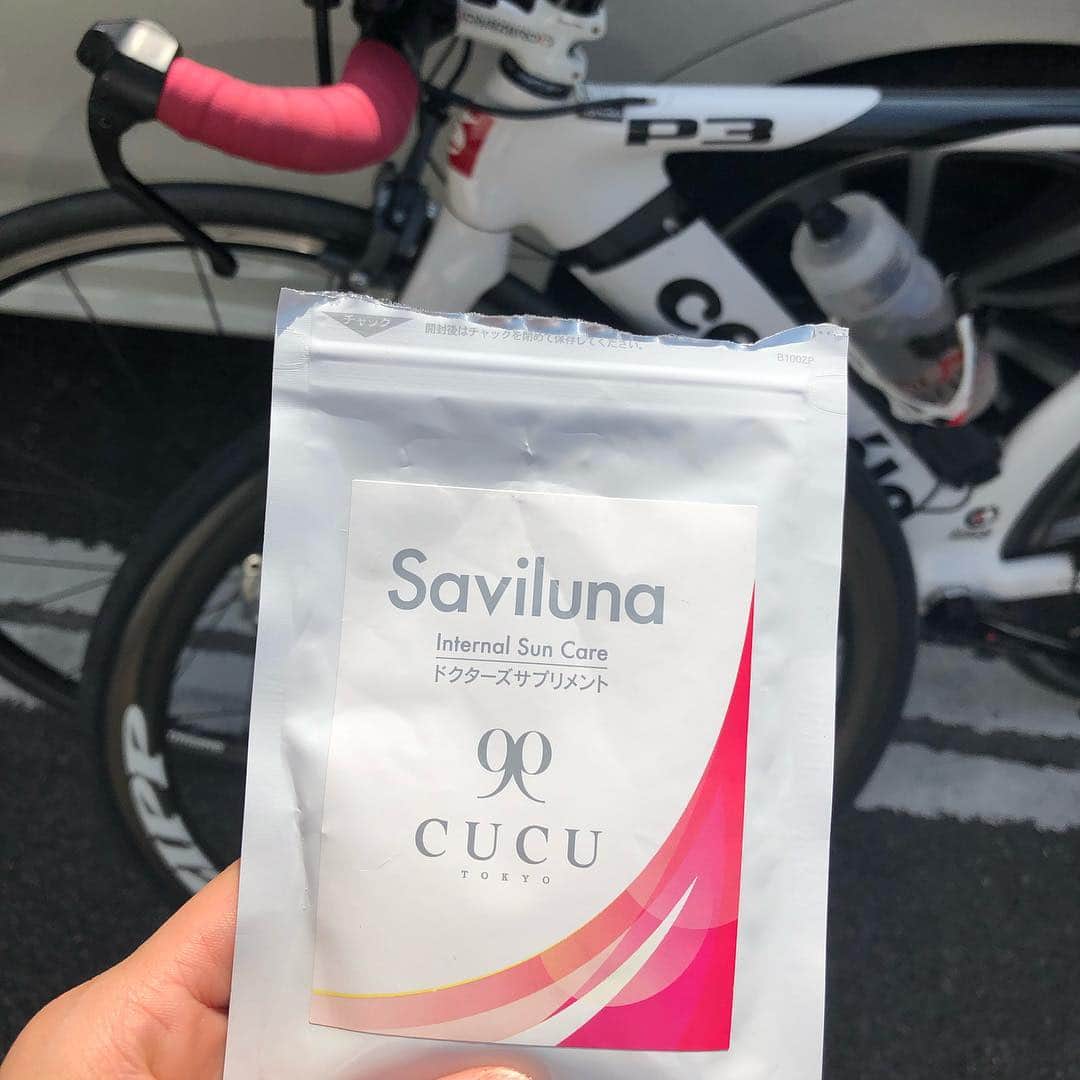 P3
チャック
開封後はチャックを閉めて保存してください。
B100ZP
Saviluna
Internal Sun Care
ドクターズサプリメント
CUCU
TOKYO